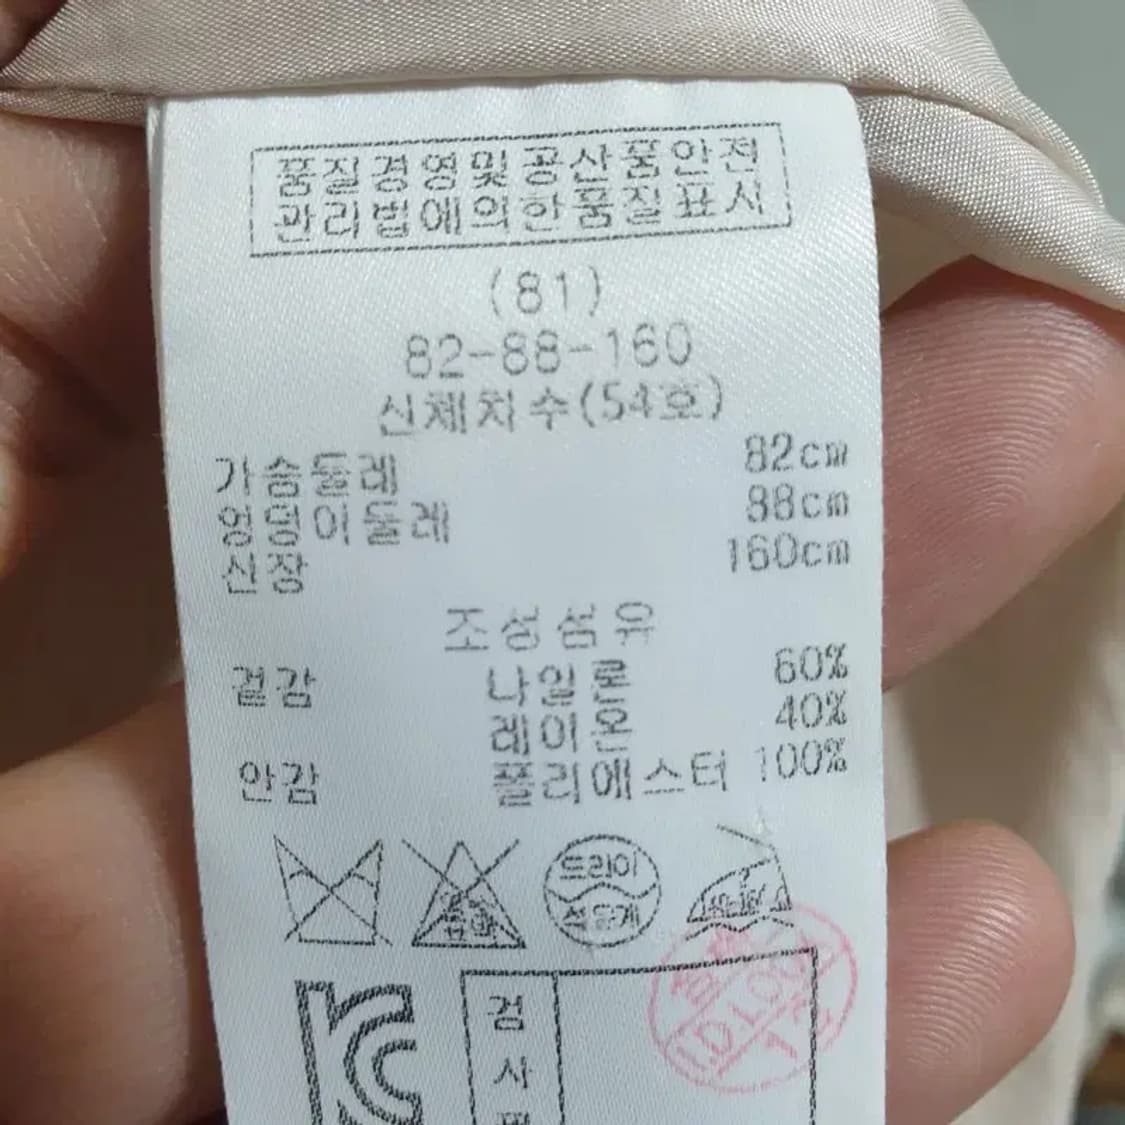 품질경영및공산품안전
관리법에의한품질표시
(81)
82-88-160
신체치수(54호)
가슴둘레 82cm
엉덩이둘레 88cm
신장 160cm
조성섬유
겉감 나일론 60%
레이온 40%
안감 폴리에스터 100%
표백
드라이
석유계
검
사
I.D.LOOK